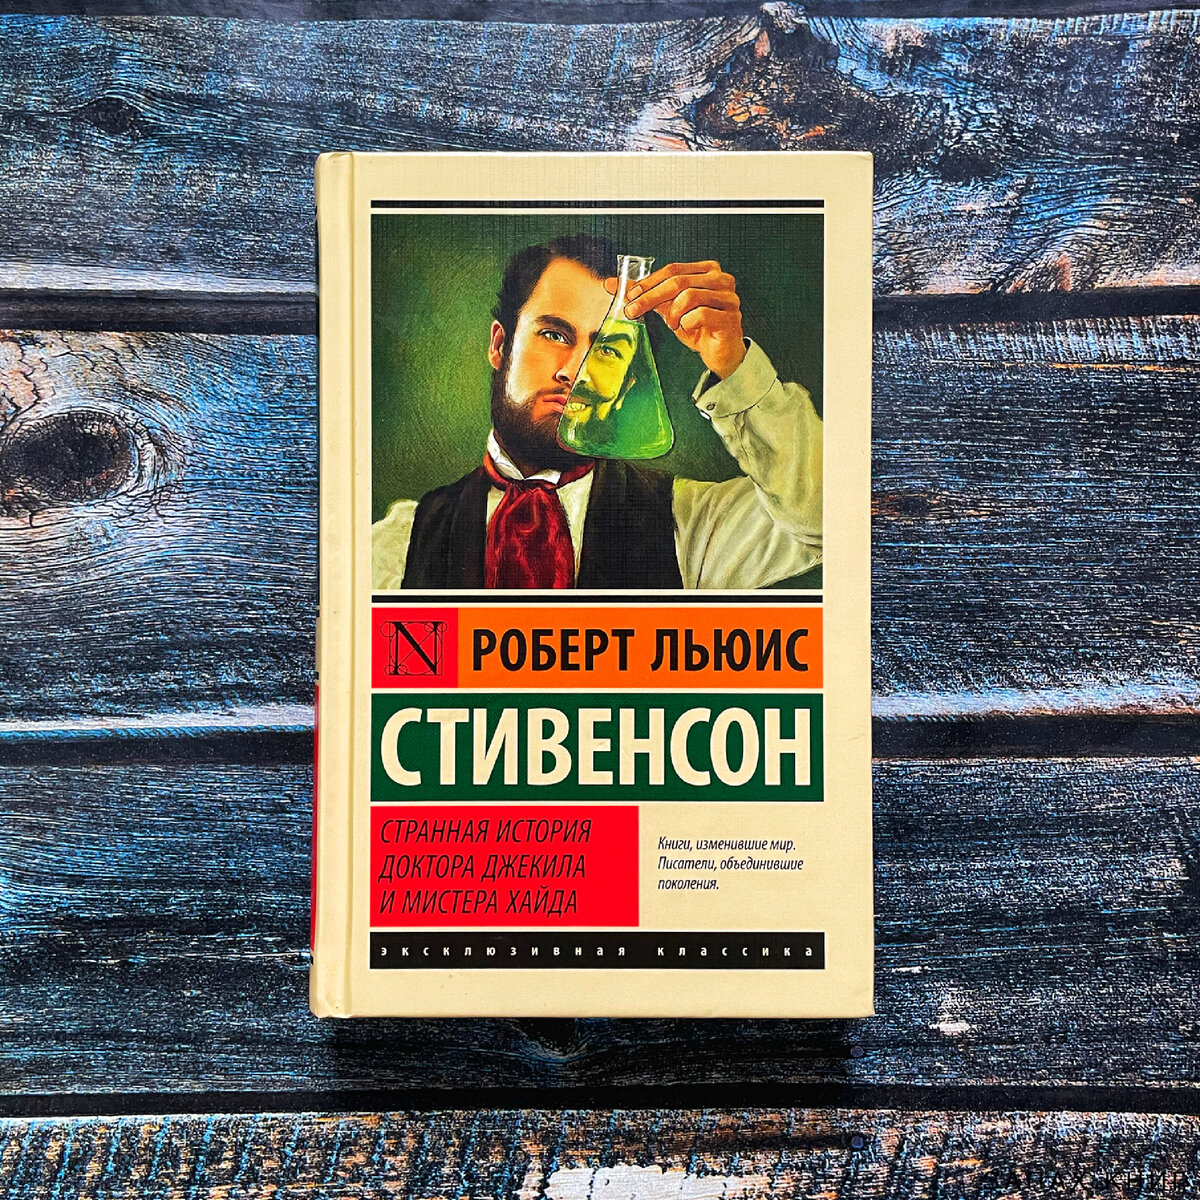 N
РОБЕРТ ЛЬЮИС
СТИВЕНСОН
СТРАННАЯ ИСТОРИЯ
ДОКТОРА ДЖЕКИЛА
И МИСТЕРА ХАЙДА
Книги, изменившие мир.
Писатели, объединившие
поколения.
эксклюзивная классика